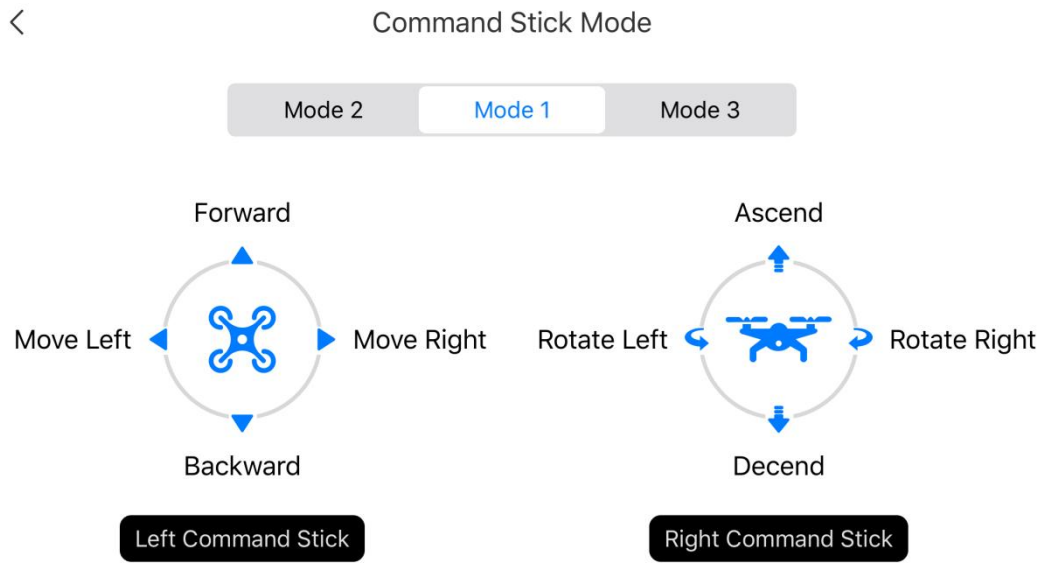 Command Stick Mode
Mode 2 Mode 1 Mode 3
Forward Ascend
Move Left Move Right Rotate Left Rotate Right
Backward Decend
Left Command Stick Right Command Stick